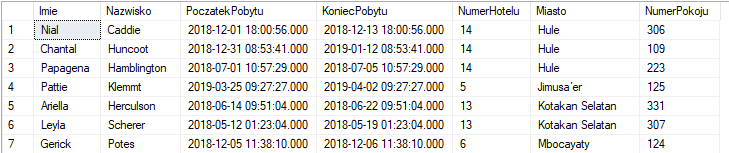 Imie Nazwisko PoczatekPobytu KoniecPobytu NumerHotelu Miasto NumerPokoju
1 Nial Caddie 2018-12-01 18:00:56.000 2018-12-13 18:00:56.000 14 Hule 306
2 Chantal Huncoot 2018-12-31 08:53:41.000 2019-01-12 08:53:41.000 14 Hule 109
3 Papagena Hamblington 2018-07-01 10:57:29.000 2018-07-05 10:57:29.000 14 Hule 223
4 Pattie Klemmt 2019-03-25 09:27:27.000 2019-04-02 09:27:27.000 5 Jimusa'er 125
5 Ariella Herculson 2018-06-14 09:51:04.000 2018-06-22 09:51:04.000 13 Kotakan Selatan 331
6 Leyla Scherer 2018-05-12 01:23:04.000 2018-05-19 01:23:04.000 13 Kotakan Selatan 307
7 Gerick Potes 2018-12-05 11:38:10.000 2018-12-06 11:38:10.000 6 Mbocayaty 124